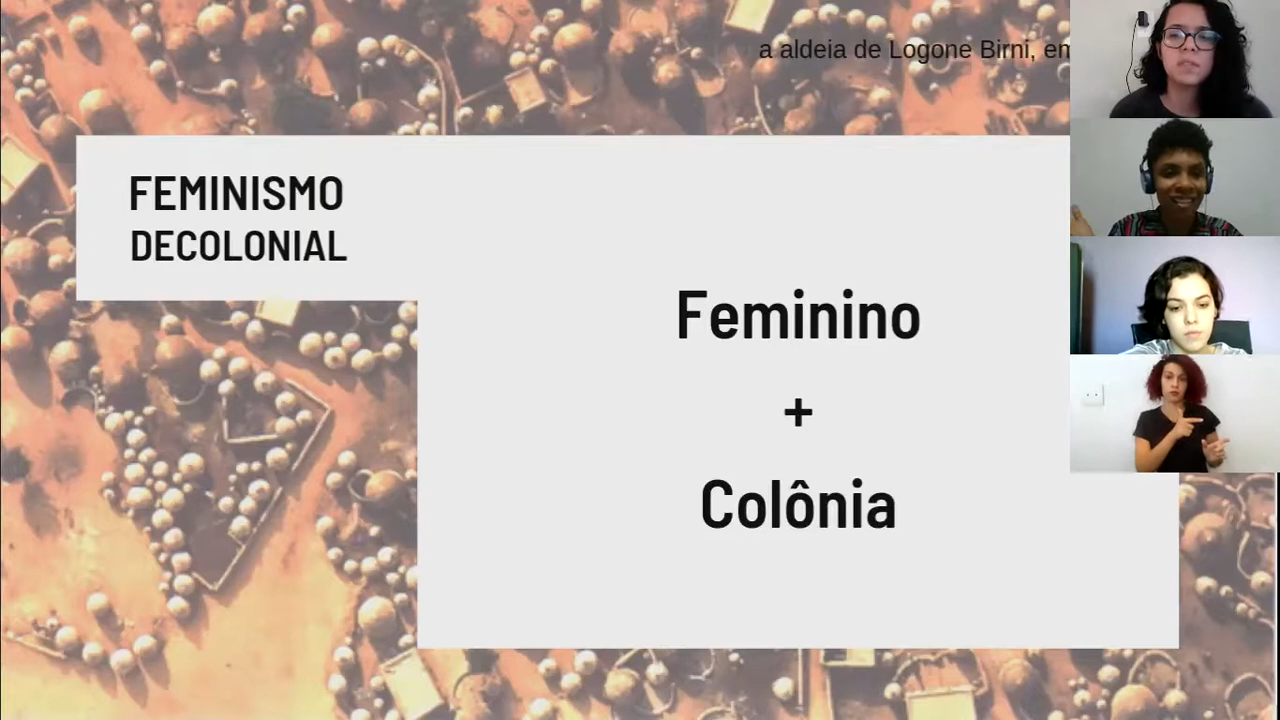 a aldeia de Logone Birni, em
FEMINISMO
DECOLONIAL
Feminino
+
Colônia